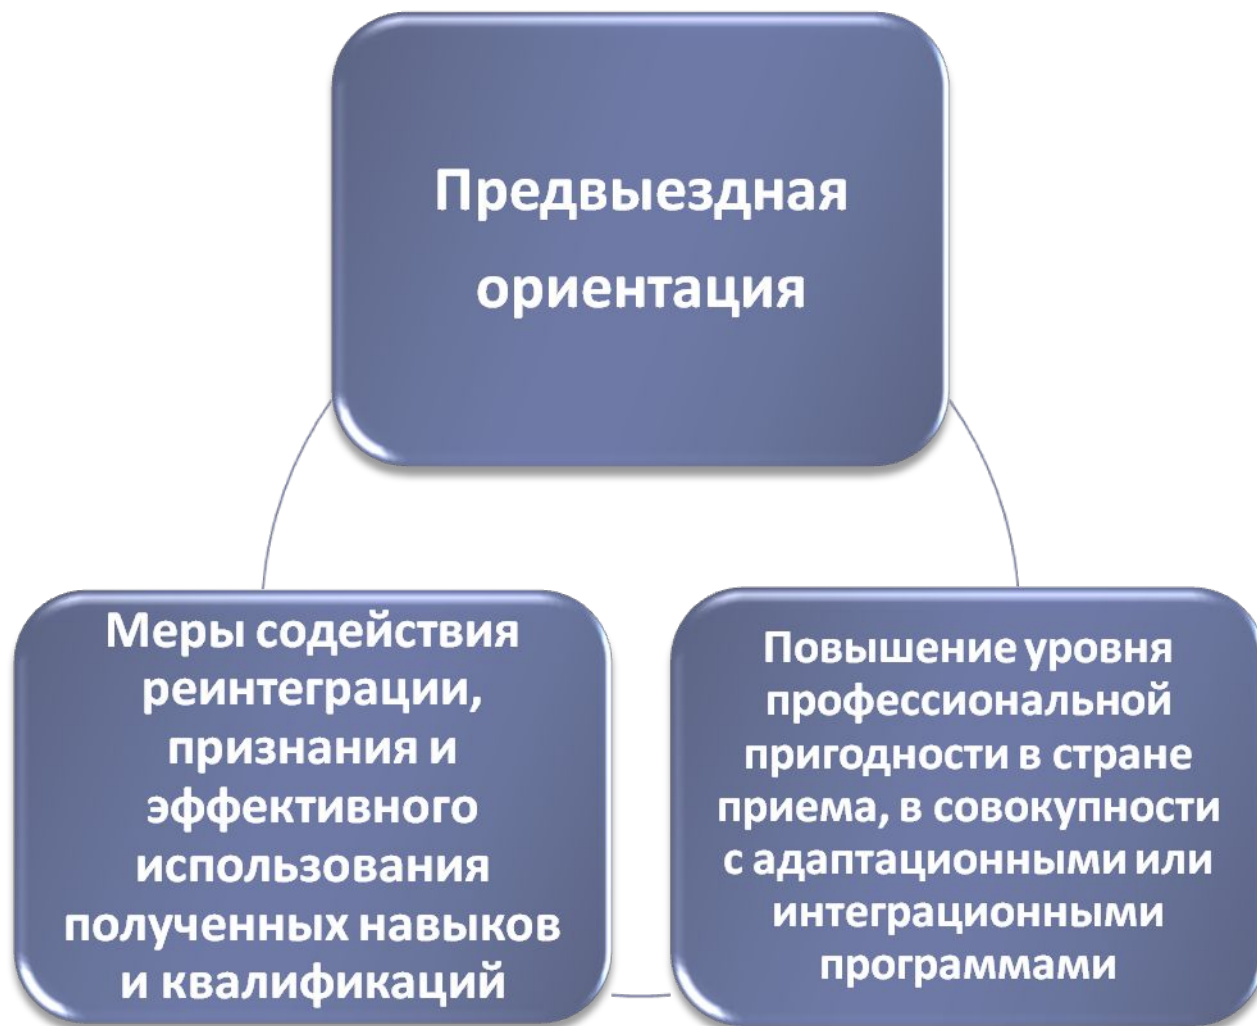 Предвыездная
ориентация
Меры содействия
реинтеграции,
признания и
эффективного
использования
полученных навыков
и квалификаций
Повышение уровня
профессиональной
пригодности в стране
приема, в совокупности
с адаптационными или
интеграционными
программами